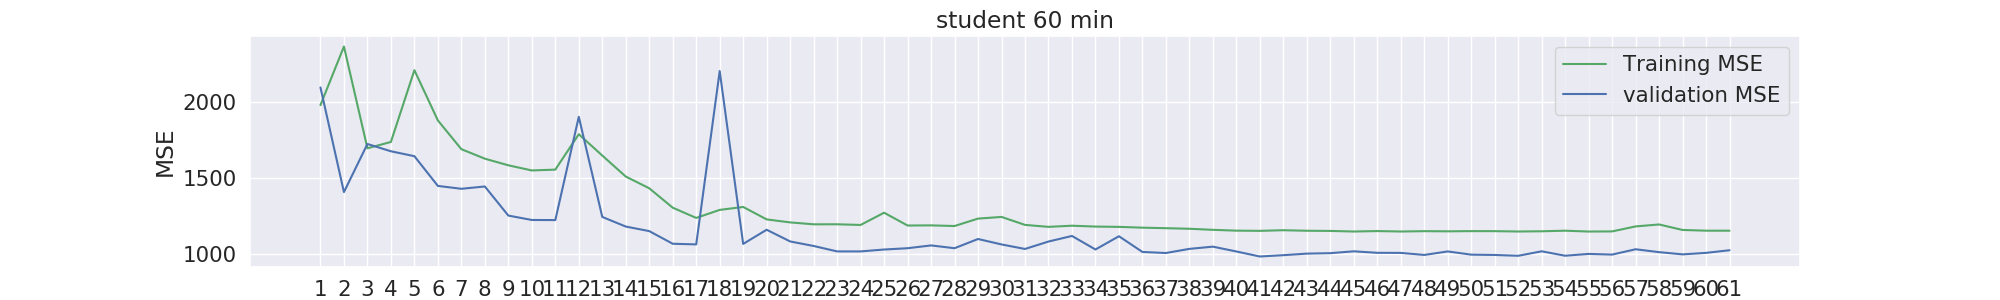 student 60 min
Training MSE
validation MSE
MSE
2000
1500
1000
1 2 3 4 5 6 7 8 9 10 11 12 13 14 15 16 17 18 19 20 21 22 23 24 25 26 27 28 29 30 31 32 33 34 35 36 37 38 39 40 41 42 43 44 45 46 47 48 49 50 51 52 53 54 55 56 57 58 59 60 61